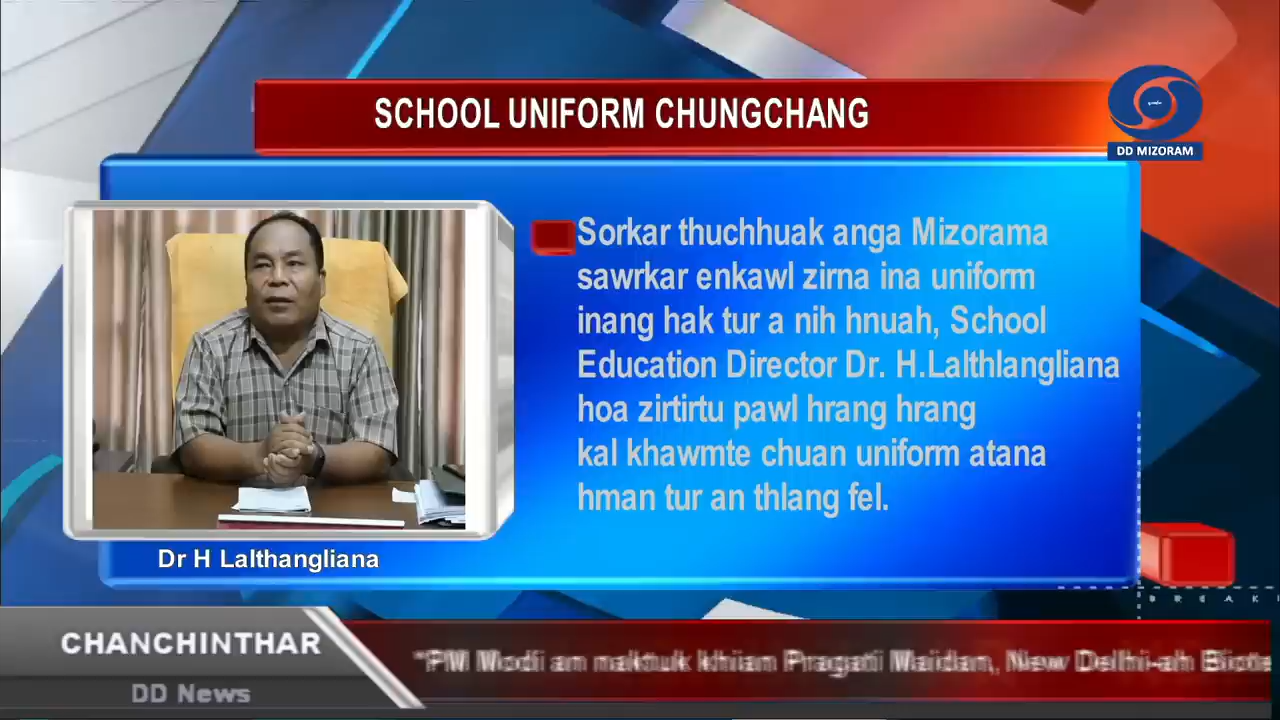 SCHOOL UNIFORM CHUNGCHANG
DD MIZORAM
Sorkar thuchhuak anga Mizorama
sawrkar enkawl zirna ina uniform
inang hak tur a nih hnuah, School
Education Director Dr. H.Lalthlangliana
hoa zirtirtu pawl hrang hrang
kal khawmte chuan uniform atana
hman tur an thlang fel.
Dr H Lalthangliana
B R E A K
CHANCHINTHAR
"PM Modi an naktuk khian Pragati Maidan, New Delhi-ah Biote
DD News